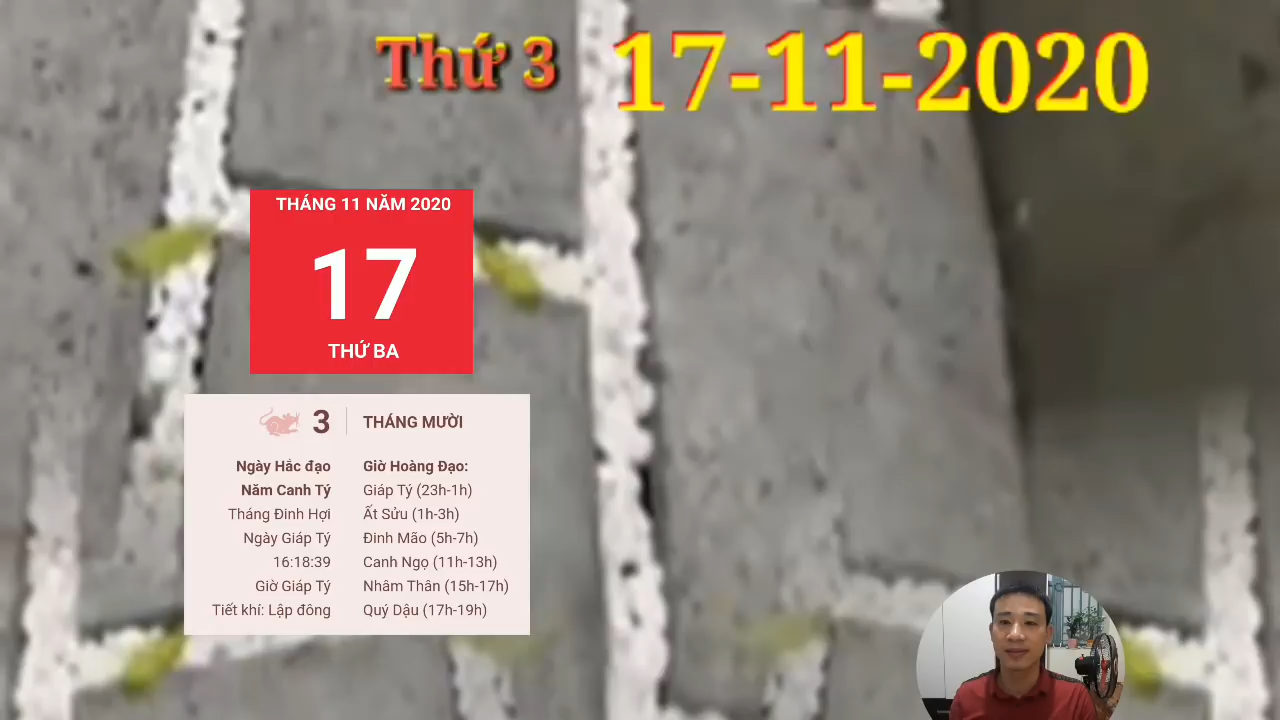 Thứ 3 17-11-2020
THÁNG 11 NĂM 2020
17
THỨ BA
3 THÁNG MƯỜI
Ngày Hắc đạo
Năm Canh Tý
Tháng Đinh Hợi
Ngày Giáp Tý
16:18:39
Giờ Giáp Tý
Tiết khí: Lập đông
Giờ Hoàng Đạo:
Giáp Tý (23h-1h)
Ất Sửu (1h-3h)
Đinh Mão (5h-7h)
Canh Ngọ (11h-13h)
Nhâm Thân (15h-17h)
Quý Dậu (17h-19h)